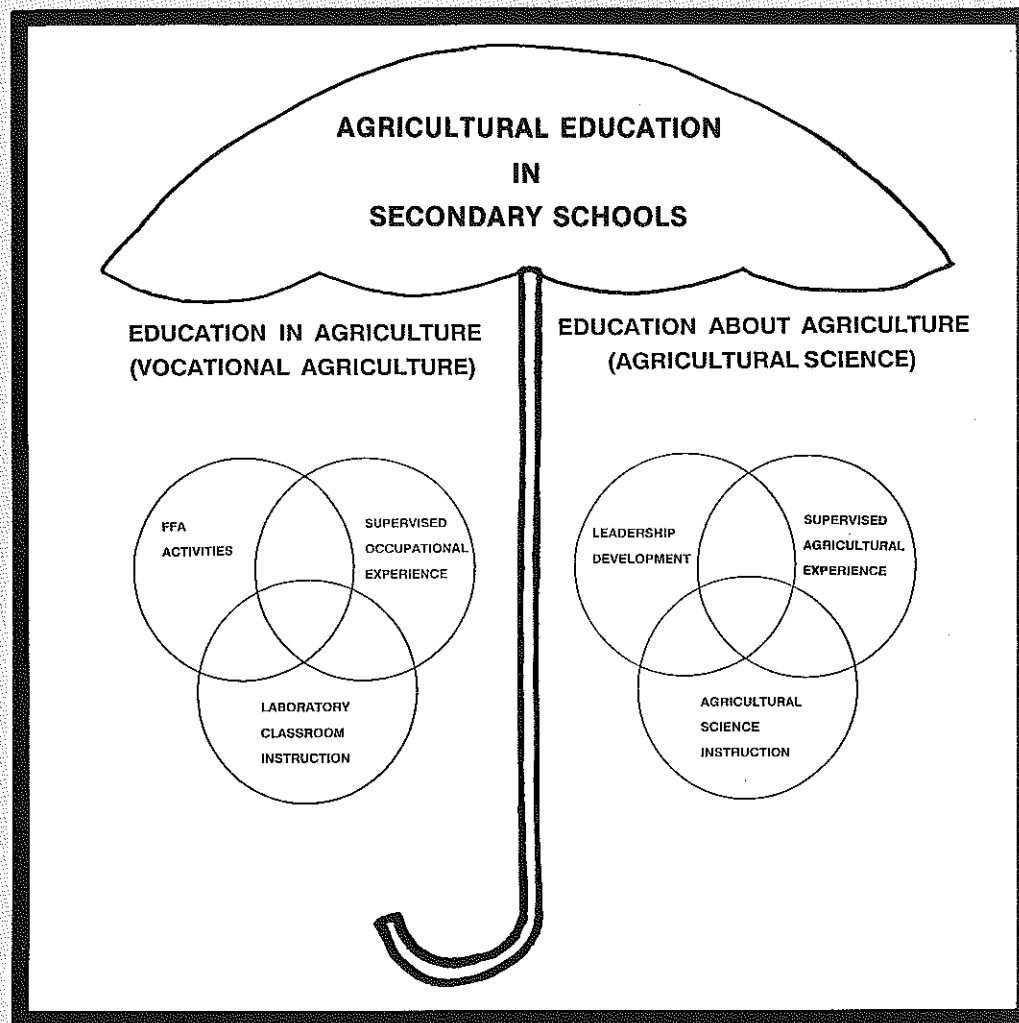 AGRICULTURAL EDUCATION
IN
SECONDARY SCHOOLS
EDUCATION IN AGRICULTURE
(VOCATIONAL AGRICULTURE)
EDUCATION ABOUT AGRICULTURE
(AGRICULTURAL SCIENCE)
FFA
ACTIVITIES
SUPERVISED
OCCUPATIONAL
EXPERIENCE
LABORATORY
CLASSROOM
INSTRUCTION
LEADERSHIP
DEVELOPMENT
SUPERVISED
AGRICULTURAL
EXPERIENCE
AGRICULTURAL
SCIENCE
INSTRUCTION